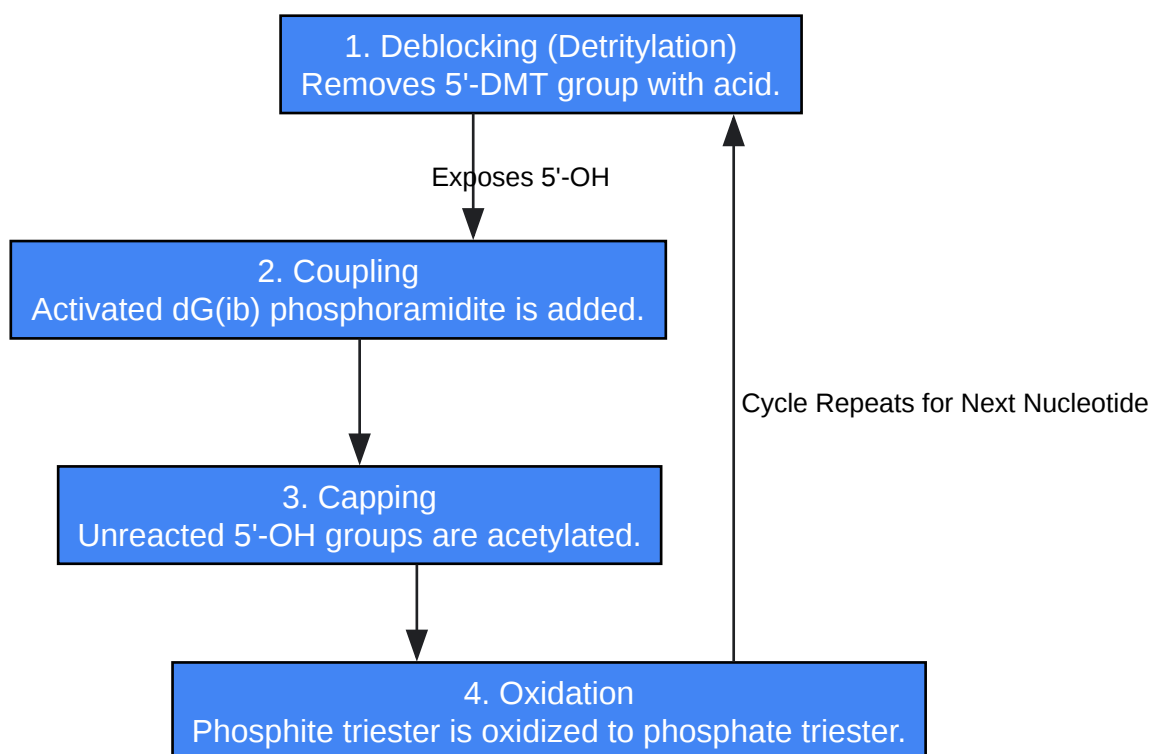 1. Deblocking (Detritylation)
Removes 5'-DMT group with acid.
Exposes 5'-OH
2. Coupling
Activated dG(ib) phosphoramidite is added.
Cycle Repeats for Next Nucleotide
3. Capping
Unreacted 5'-OH groups are acetylated.
4. Oxidation
Phosphite triester is oxidized to phosphate triester.